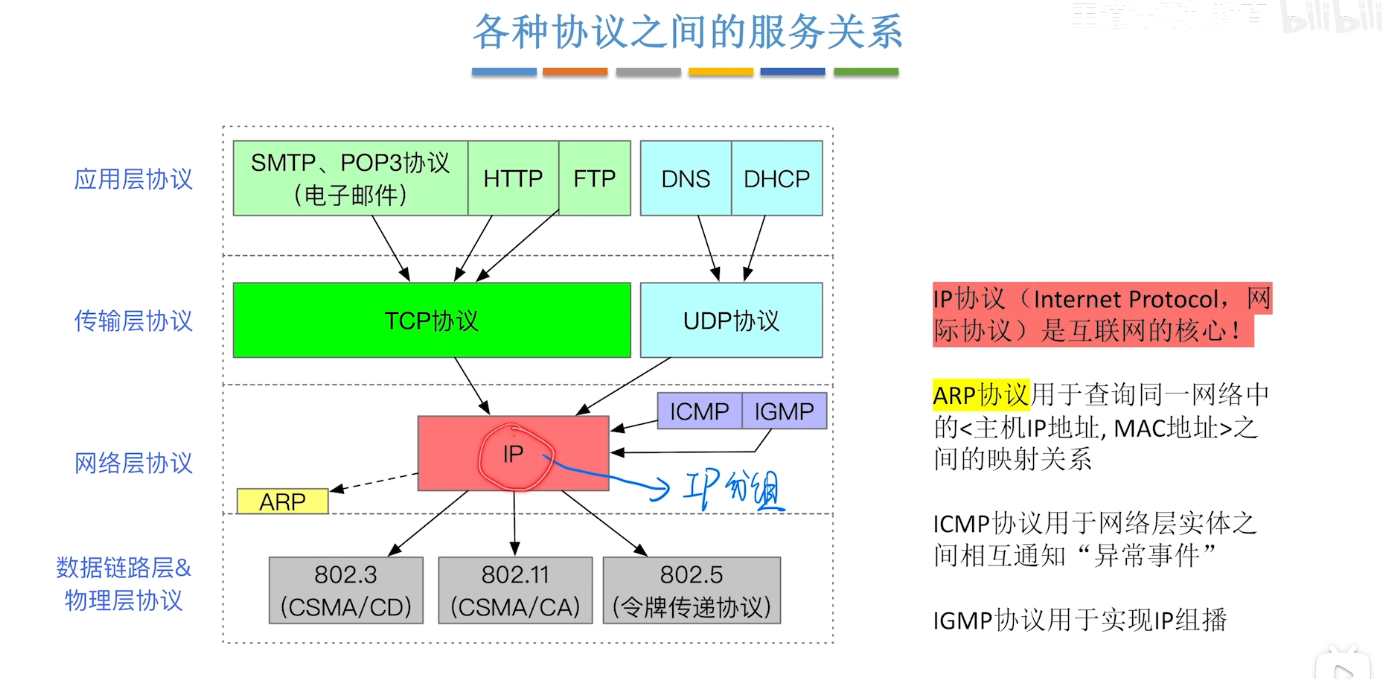 bilibili
各种协议之间的服务关系
应用层协议
SMTP、POP3协议
（电子邮件）
HTTP
FTP
DNS
DHCP
传输层协议
TCP协议
UDP协议
网络层协议
ICMP
IGMP
IP
IP分组
ARP
数据链路层&
物理层协议
802.3
(CSMA/CD)
802.11
(CSMA/CA)
802.5
(令牌传递协议)
IP协议（Internet Protocol，网
际协议）是互联网的核心！
ARP协议用于查询同一网络中
的<主机IP地址, MAC地址>之
间的映射关系
ICMP协议用于网络层实体之
间相互通知“异常事件”
IGMP协议用于实现IP组播